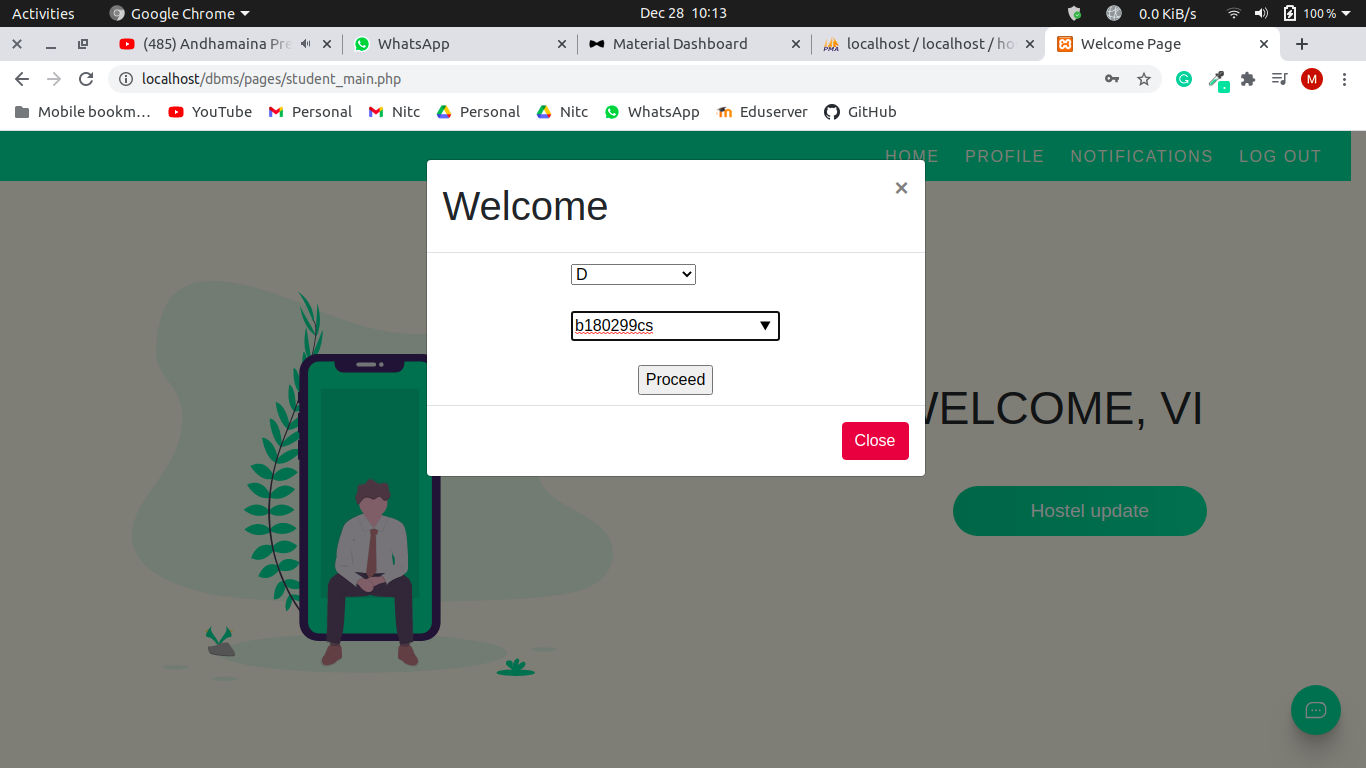 Activities Google Chrome Dec 28 10:13 0.0 KiB/s 100 %
(485) Andhamaina Pre WhatsApp Material Dashboard localhost / localhost / ho Welcome Page
localhost/dbms/pages/student_main.php M
Mobile bookm… YouTube Personal Nitc Personal Nitc WhatsApp Eduserver GitHub
HOME PROFILE NOTIFICATIONS LOG OUT
Welcome ×
D
b180299cs
Proceed
WELCOME, VI
Close
Hostel update